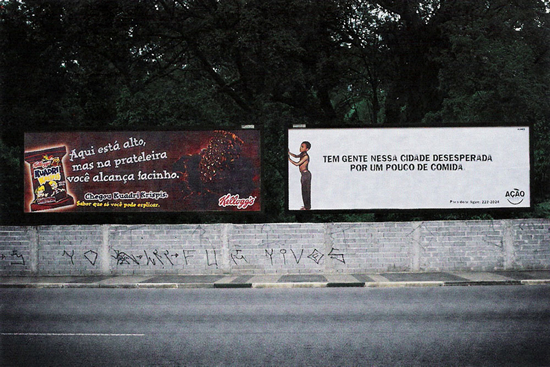 Aqui está alto,
mas na prateleira
você alcança facinho.
Chegou Kuadri Krispis.
Sabor que só você pode explicar.
Kellogg's
TEM GENTE NESSA CIDADE DESESPERADA
POR UM POUCO DE COMIDA.
AÇÃO